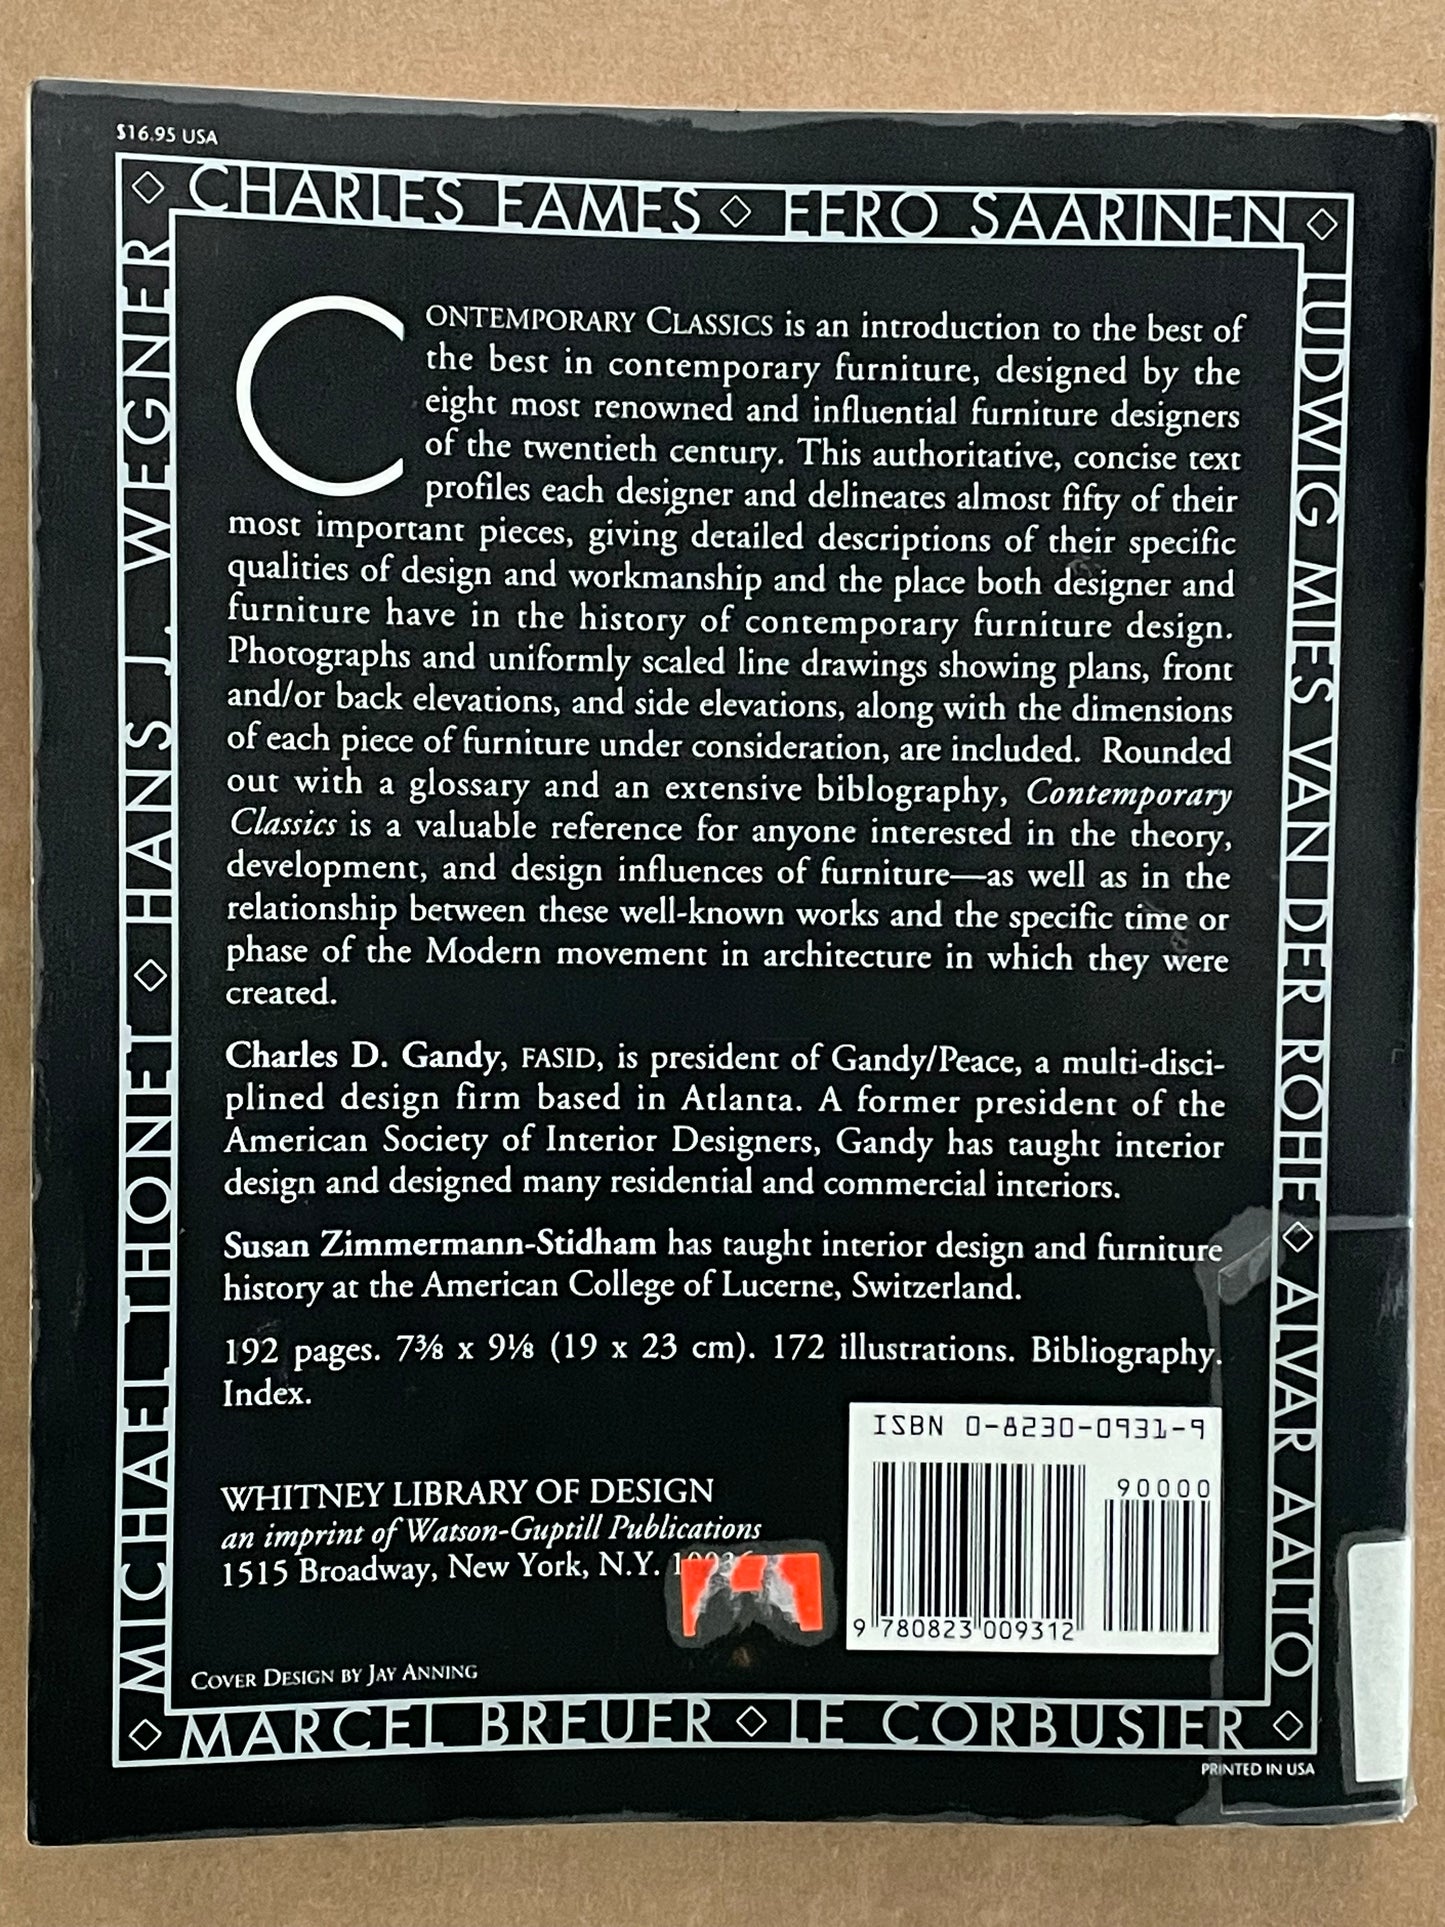 $16.95 USA
◇ CHARLES EAMES ◇ EERO SAARINEN ◇
LUDWIG MIES VAN DER ROHE ◇ ALVAR AALTO
CONTEMPORARY CLASSICS is an introduction to the best of
the best in contemporary furniture, designed by the
eight most renowned and influential furniture designers
of the twentieth century. This authoritative, concise text
profiles each designer and delineates almost fifty of their
most important pieces, giving detailed descriptions of their specific
qualities of design and workmanship and the place both designer and
furniture have in the history of contemporary furniture design.
Photographs and uniformly scaled line drawings showing plans, front
and/or back elevations, and side elevations, along with the dimensions
of each piece of furniture under consideration, are included. Rounded
out with a glossary and an extensive biblography, Contemporary
Classics is a valuable reference for anyone interested in the theory,
development, and design influences of furniture—as well as in the
relationship between these well-known works and the specific time or
phase of the Modern movement in architecture in which they were
created.
Charles D. Gandy, FASID, is president of Gandy/Peace, a multi-disci-
plined design firm based in Atlanta. A former president of the
American Society of Interior Designers, Gandy has taught interior
design and designed many residential and commercial interiors.
Susan Zimmermann-Stidham has taught interior design and furniture
history at the American College of Lucerne, Switzerland.
192 pages. 7⅜ x 9⅛ (19 x 23 cm). 172 illustrations. Bibliography.
Index.
WHITNEY LIBRARY OF DESIGN
an imprint of Watson-Guptill Publications
1515 Broadway, New York, N.Y.
ISBN 0-8230-0931-9
90000
9 780823 009312
COVER DESIGN BY JAY ANNING
MICHAEL THONET ◇ HANS J. WEGNER
◇ MARCEL BREUER ◇ LE CORBUSIER ◇
PRINTED IN USA